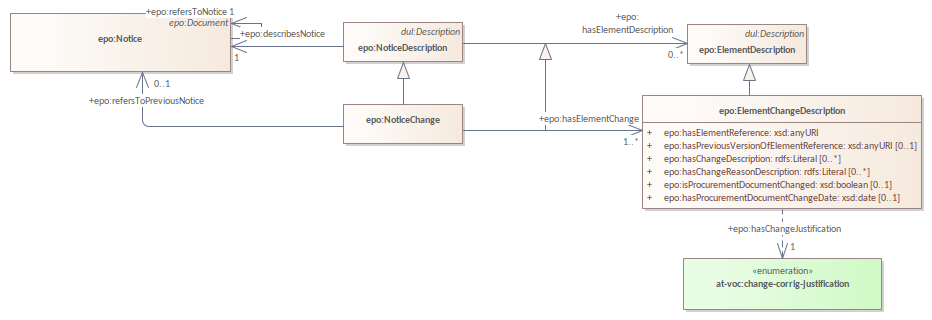 +epo:refersToNotice 1
epo:Document
epo:Notice
+epo:describesNotice
1
dul:Description
epo:NoticeDescription
+epo:
hasElementDescription
0..*
dul:Description
epo:ElementDescription
0..1
+epo:refersToPreviousNotice
epo:NoticeChange
+epo:hasElementChange
1..*
epo:ElementChangeDescription
+ epo:hasElementReference: xsd:anyURI
+ epo:hasPreviousVersionOfElementReference: xsd:anyURI [0..1]
+ epo:hasChangeDescription: rdfs:Literal [0..*]
+ epo:hasChangeReasonDescription: rdfs:Literal [0..*]
+ epo:isProcurementDocumentChanged: xsd:boolean [0..1]
+ epo:hasProcurementDocumentChangeDate: xsd:date [0..1]
+epo:hasChangeJustification
1
«enumeration»
at-voc:change-corrig-justification